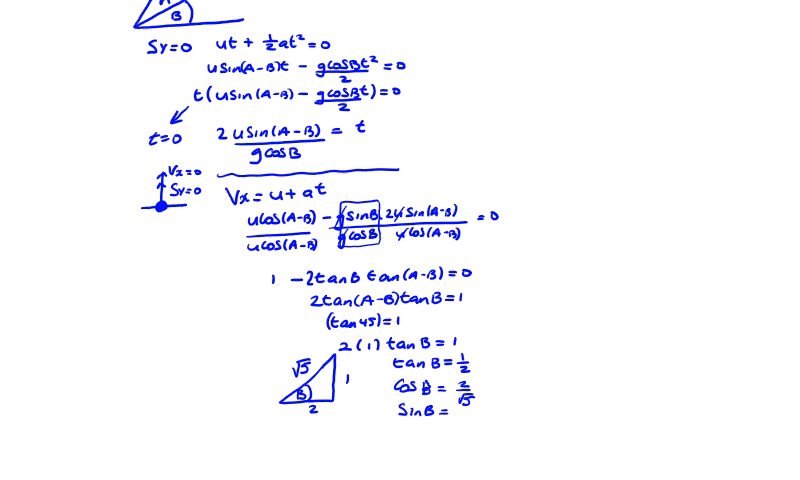 A
B
Sy=0 ut + 1/2 at² = 0
usin(A-B)t - gcosBt²/2 = 0
t(usin(A-B) - gcosBt/2) = 0
t=0 2usin(A-B)/gcosB = t
Vx=0
Sy=0
Vx = u + at
ucos(A-B)/ucos(A-B) - gsinB/gcosB . 2usin(A-B)/ucos(A-B) = 0
1 - 2tanB tan(A-B) = 0
2tan(A-B)tanB = 1
(tan45) = 1
2(1) tanB = 1
√5 1 B 2
tanB = 1/2
cosB = 2/√5
SinB =